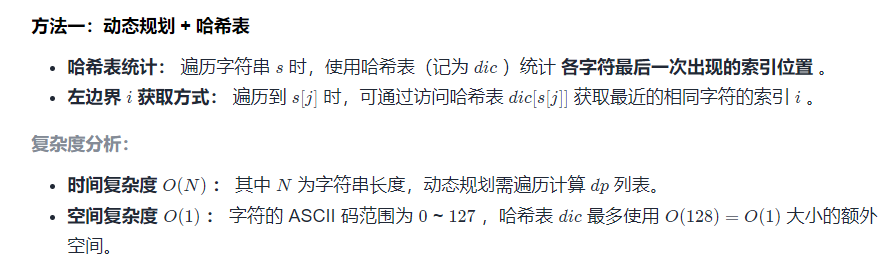 方法一：动态规划 + 哈希表
• 哈希表统计： 遍历字符串 s 时，使用哈希表（记为 dic ）统计 各字符最后一次出现的索引位置 。
• 左边界 i 获取方式： 遍历到 s[j] 时，可通过访问哈希表 dic[s[j]] 获取最近的相同字符的索引 i 。
复杂度分析：
• 时间复杂度 O(N) ： 其中 N 为字符串长度，动态规划需遍历计算 dp 列表。
• 空间复杂度 O(1) ： 字符的 ASCII 码范围为 0 ~ 127 ，哈希表 dic 最多使用 O(128) = O(1) 大小的额外
空间。